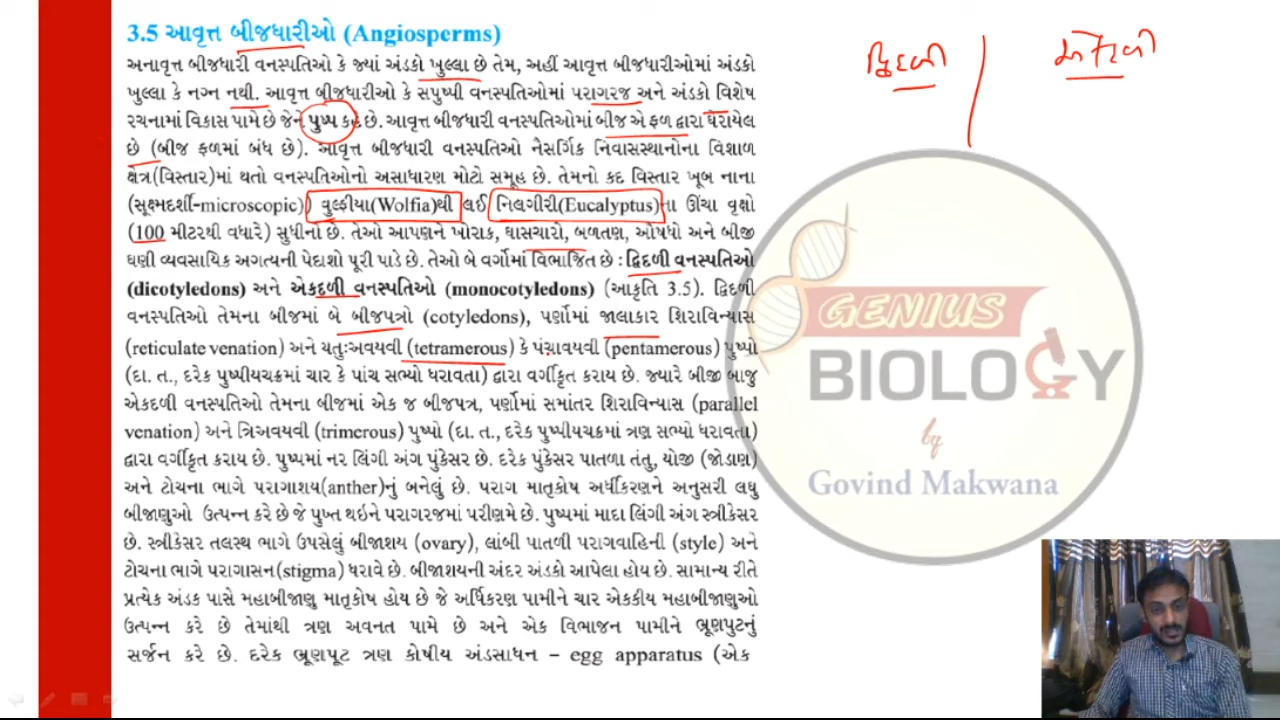 3.5 આવૃત્ત બીજધારીઓ (Angiosperms)
અનાવૃત્ત બીજધારી વનસ્પતિઓ કે જ્યાં અંડકો ખુલ્લા છે તેમ, અહીં આવૃત્ત બીજધારીઓમાં અંડકો
ખુલ્લા કે નગ્ન નથી. આવૃત્ત બીજધારીઓ કે સપુષ્પી વનસ્પતિઓમાં પરાગરજ અને અંડકો વિશેષ
રચનામાં વિકાસ પામે છે જેને પુષ્પ કહે છે. આવૃત્ત બીજધારી વનસ્પતિઓમાં બીજ એ ફળ દ્વારા ઘેરાયેલ
છે (બીજ ફળમાં બંધ છે). આવૃત્ત બીજધારી વનસ્પતિઓ નૈસર્ગિક નિવાસસ્થાનોના વિશાળ
ક્ષેત્ર(વિસ્તાર)માં થતો વનસ્પતિઓનો અસાધારણ મોટો સમૂહ છે. તેમનો કદ વિસ્તાર ખૂબ નાના
(સૂક્ષ્મદર્શી-microscopic) વુલ્ફીયા(Wolfia)થી લઈ નિલગીરી(Eucalyptus)ના ઊંચા વૃક્ષો
(100 મીટરથી વધારે) સુધીનો છે. તેઓ આપણને ખોરાક, ઘાસચારો, બળતણ, ઓષધો અને બીજી
ઘણી વ્યવસાયિક અગત્યની પેદાશો પૂરી પાડે છે. તેઓ બે વર્ગોમાં વિભાજિત છે : દ્વિદળી વનસ્પતિઓ
(dicotyledons) અને એકદળી વનસ્પતિઓ (monocotyledons) (આકૃતિ 3.5). દ્વિદળી
વનસ્પતિઓ તેમના બીજમાં બે બીજપત્રો (cotyledons), પર્ણોમાં જાલાકાર શિરાવિન્યાસ
(reticulate venation) અને ચતુઃઅવયવી (tetramerous) કે પંચાવયવી (pentamerous) પુષ્પો
(દા. ત., દરેક પુષ્પીયચક્રમાં ચાર કે પાંચ સભ્યો ધરાવતા) દ્વારા વર્ગીકૃત કરાય છે. જ્યારે બીજી બાજુ
એકદળી વનસ્પતિઓ તેમના બીજમાં એક જ બીજપત્ર, પર્ણોમાં સમાંતર શિરાવિન્યાસ (parallel
venation) અને ત્રિઅવયવી (trimerous) પુષ્પો (દા. ત., દરેક પુષ્પીયચક્રમાં ત્રણ સભ્યો ધરાવતા)
દ્વારા વર્ગીકૃત કરાય છે. પુષ્પમાં નર લિંગી અંગ પુંકેસર છે. દરેક પુંકેસર પાતળા તંતુ, યોજી (જોડાણ)
અને ટોચના ભાગે પરાગાશય(anther)નું બનેલું છે. પરાગ માતૃકોષ અર્ધીકરણને અનુસરી લઘુ
બીજાણુઓ ઉત્પન્ન કરે છે જે પુખ્ત થઇને પરાગરજમાં પરીણમે છે. પુષ્પમાં માદા લિંગી અંગ સ્ત્રીકેસર
છે. સ્ત્રીકેસર તલસ્થ ભાગે ઉપસેલું બીજાશય (ovary), લાંબી પાતળી પરાગવાહિની (style) અને
ટોચના ભાગે પરાગાસન(stigma) ધરાવે છે. બીજાશયની અંદર અંડકો આપેલા હોય છે. સામાન્ય રીતે
પ્રત્યેક અંડક પાસે મહાબીજાણુ માતૃકોષ હોય છે જે અર્ધિકરણ પામીને ચાર એકકીય મહાબીજાણુઓ
ઉત્પન્ન કરે છે તેમાંથી ત્રણ અવનત પામે છે અને એક વિભાજન પામીને ભ્રૂણપુટનું
સર્જન કરે છે. દરેક ભ્રૂણપૂટ ત્રણ કોષીય અંડસાધન – egg apparatus (એક
દ્વિદળી
એકદળી
GENIUS
BIOLOGY
by
Govind Makwana